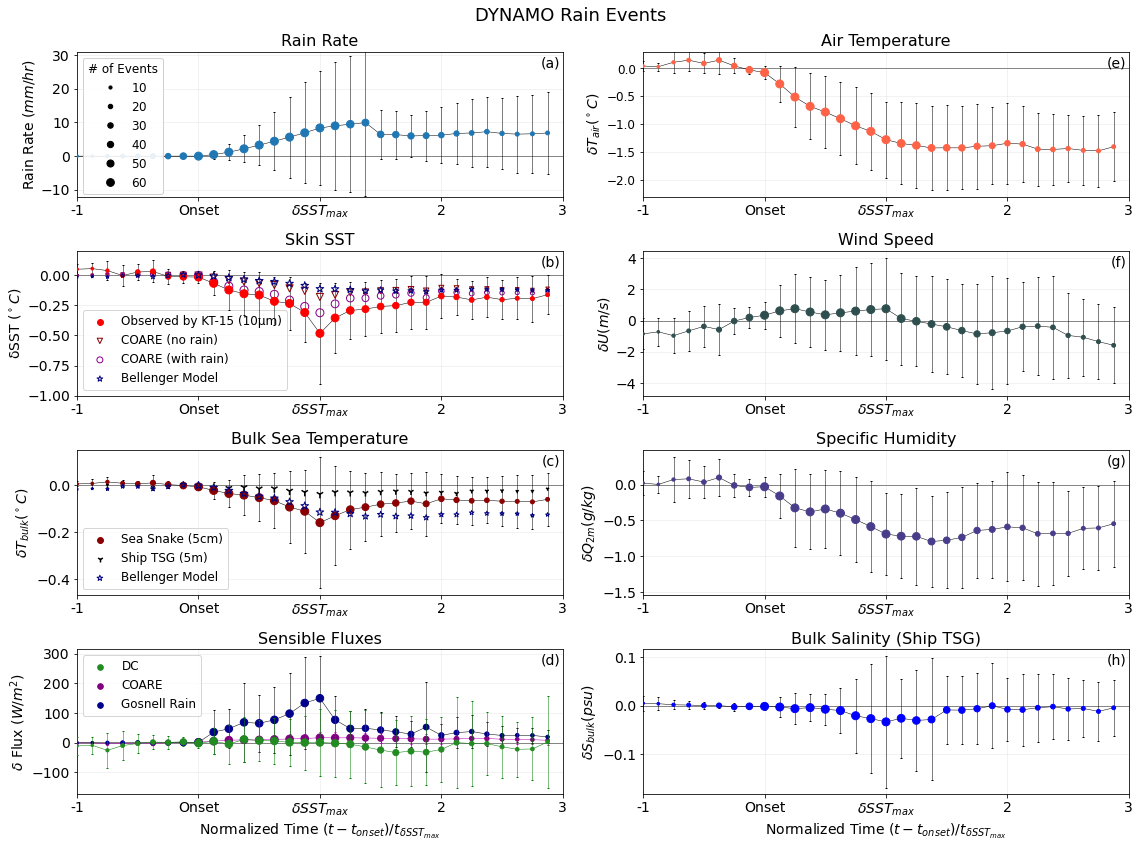 DYNAMO Rain Events
Rain Rate
(a)
# of Events
10
20
30
40
50
60
Rain Rate (mm/hr)
30
20
10
0
−10
-1
Onset
δSST_max
2
3
Air Temperature
(e)
δT_air(°C)
0.0
−0.5
−1.0
−1.5
−2.0
-1
Onset
δSST_max
2
3
Skin SST
(b)
Observed by KT-15 (10μm)
COARE (no rain)
COARE (with rain)
Bellenger Model
δSST (°C)
0.00
−0.25
−0.50
−0.75
−1.00
-1
Onset
δSST_max
2
3
Wind Speed
(f)
δU(m/s)
4
2
0
−2
−4
-1
Onset
δSST_max
2
3
Bulk Sea Temperature
(c)
Sea Snake (5cm)
Ship TSG (5m)
Bellenger Model
δT_bulk(°C)
0.0
−0.2
−0.4
-1
Onset
δSST_max
2
3
Specific Humidity
(g)
δQ_2m(g/kg)
0.0
−0.5
−1.0
−1.5
-1
Onset
δSST_max
2
3
Sensible Fluxes
(d)
DC
COARE
Gosnell Rain
δ Flux (W/m²)
300
200
100
0
−100
-1
Onset
δSST_max
2
3
Normalized Time (t − t_onset)/t_δSST_max
Bulk Salinity (Ship TSG)
(h)
δS_bulk(psu)
0.1
0.0
−0.1
-1
Onset
δSST_max
2
3
Normalized Time (t − t_onset)/t_δSST_max